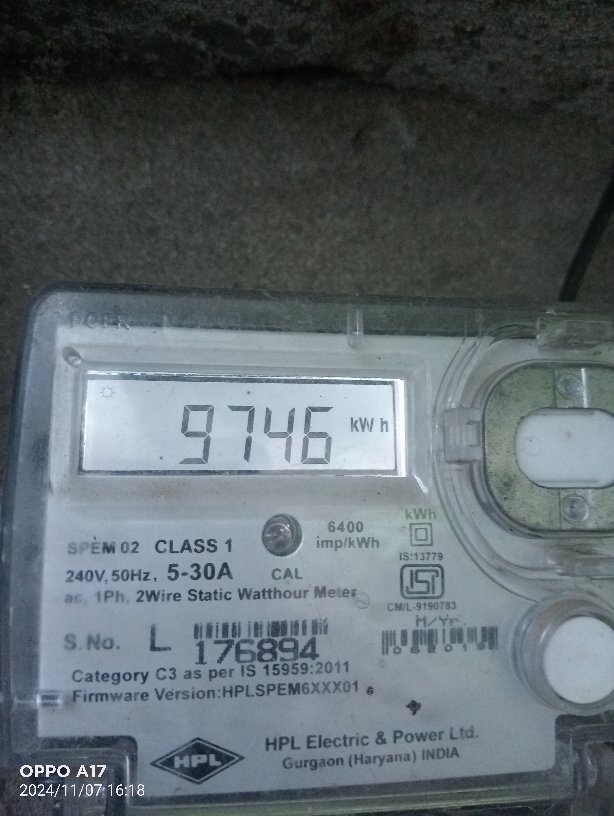 9746 kWh
SPEM 02 CLASS 1
6400
imp/kWh
kWh
240V, 50Hz, 5-30A CAL
IS:13779
ac, 1Ph, 2Wire Static Watthour Meter
ISI
CM/L-9190783
S.No. L 176894
M/Yr.
Category C3 as per IS 15959:2011
Firmware Version:HPLSPEM6XXX01
HPL
HPL Electric & Power Ltd.
Gurgaon (Haryana) INDIA
OPPO A17
2024/11/07 16:18